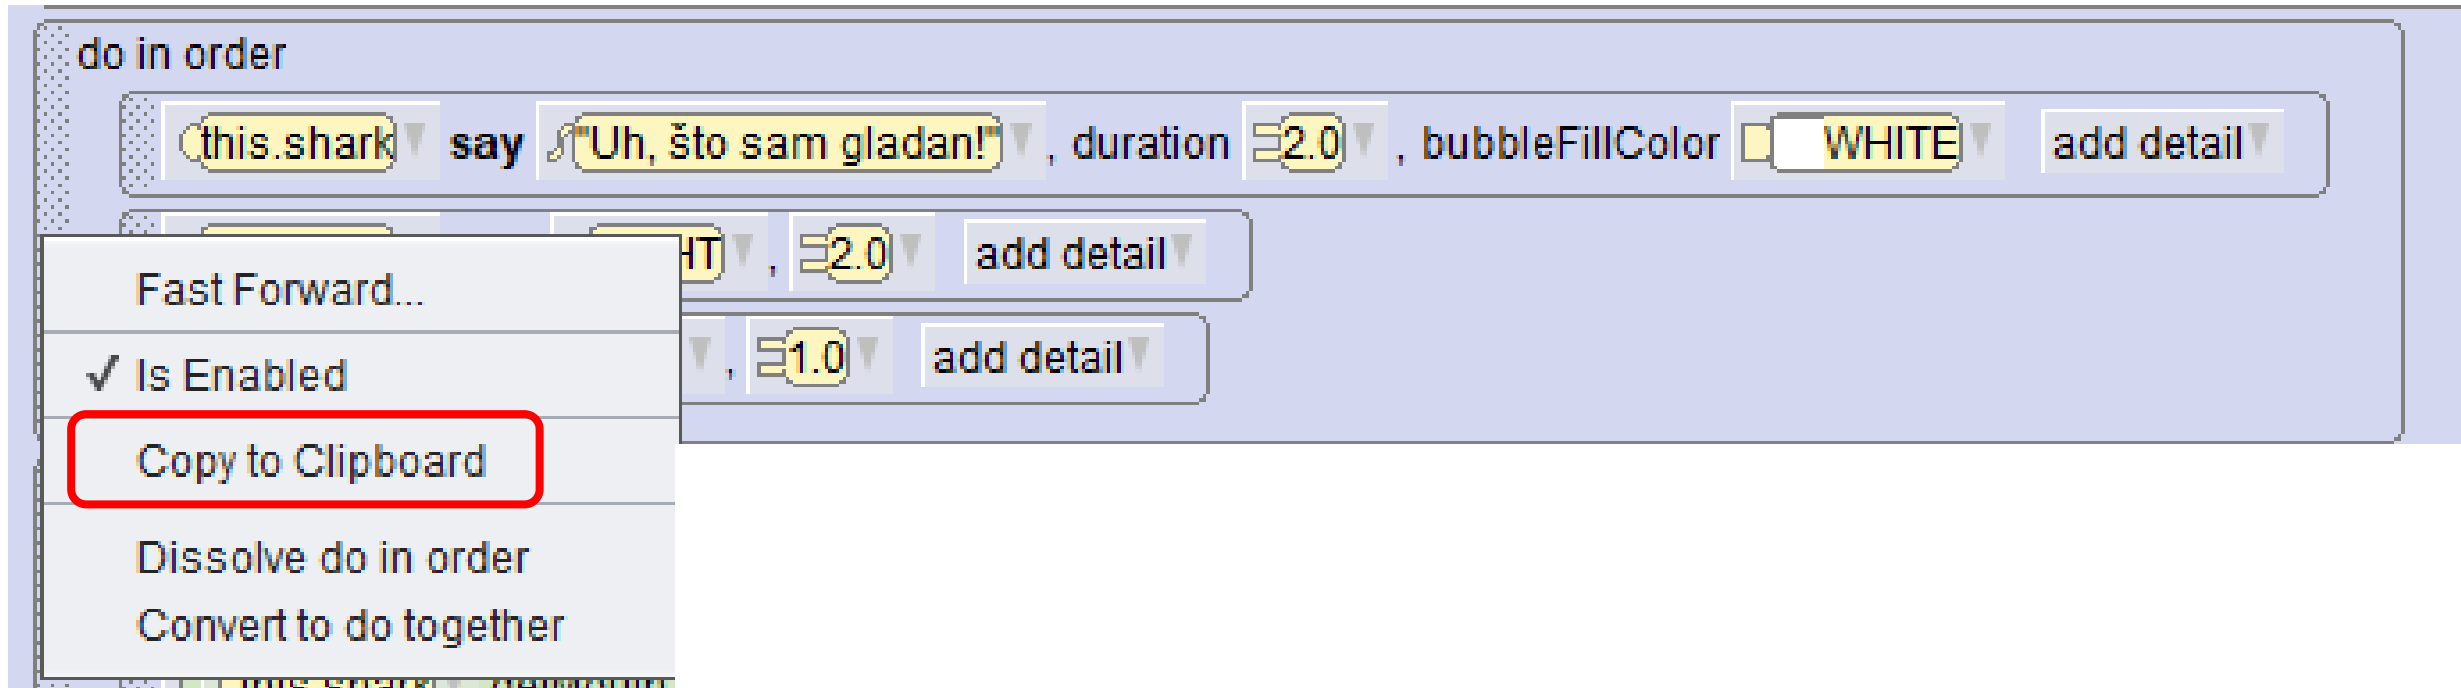 do in order
this.shark say "Uh, što sam gladan!" , duration 2.0 , bubbleFillColor WHITE add detail
, 2.0 add detail
, 1.0 add detail
Fast Forward...
✓ Is Enabled
Copy to Clipboard
Dissolve do in order
Convert to do together
this.shark